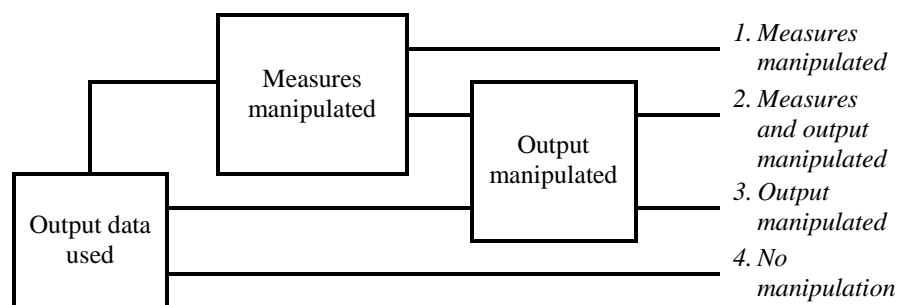 Measures
manipulated
Output
manipulated
Output data
used
1. Measures
manipulated
2. Measures
and output
manipulated
3. Output
manipulated
4. No
manipulation